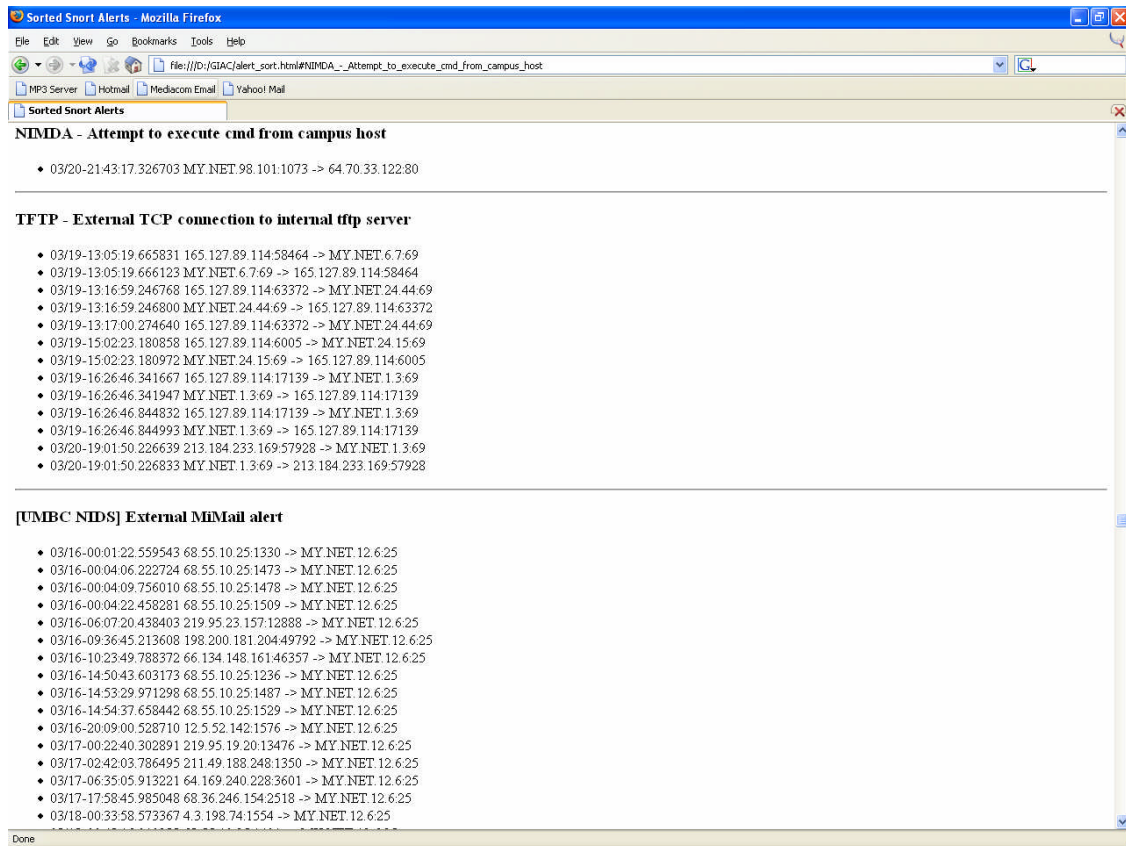 Sorted Snort Alerts - Mozilla Firefox
File Edit View Go Bookmarks Tools Help
file:///D:/GIAC/alert_sort.html#NIMDA_-_Attempt_to_execute_cmd_from_campus_host
MP3 Server Hotmail Mediacom Email Yahoo! Mail
Sorted Snort Alerts
NIMDA - Attempt to execute cmd from campus host
03/20-21:43:17.326703 MY.NET.98.101:1073 -> 64.70.33.122:80
TFTP - External TCP connection to internal tftp server
03/19-13:05:19.665831 165.127.89.114:58464 -> MY.NET.6.7:69
03/19-13:05:19.666123 MY.NET.6.7:69 -> 165.127.89.114:58464
03/19-13:16:59.246768 165.127.89.114:63372 -> MY.NET.24.44:69
03/19-13:16:59.246800 MY.NET.24.44:69 -> 165.127.89.114:63372
03/19-13:17:00.274640 165.127.89.114:63372 -> MY.NET.24.44:69
03/19-15:02:23.180858 165.127.89.114:6005 -> MY.NET.24.15:69
03/19-15:02:23.180972 MY.NET.24.15:69 -> 165.127.89.114:6005
03/19-16:26:46.341667 165.127.89.114:17139 -> MY.NET.1.3:69
03/19-16:26:46.341947 MY.NET.1.3:69 -> 165.127.89.114:17139
03/19-16:26:46.844832 165.127.89.114:17139 -> MY.NET.1.3:69
03/19-16:26:46.844993 MY.NET.1.3:69 -> 165.127.89.114:17139
03/20-19:01:50.226639 213.184.233.169:57928 -> MY.NET.1.3:69
03/20-19:01:50.226833 MY.NET.1.3:69 -> 213.184.233.169:57928
[UMBC NIDS] External MiMail alert
03/16-00:01:22.559543 68.55.10.25:1330 -> MY.NET.12.6:25
03/16-00:04:06.222724 68.55.10.25:1473 -> MY.NET.12.6:25
03/16-00:04:09.756010 68.55.10.25:1478 -> MY.NET.12.6:25
03/16-00:04:22.458281 68.55.10.25:1509 -> MY.NET.12.6:25
03/16-06:07:20.438403 219.95.23.157:12888 -> MY.NET.12.6:25
03/16-09:36:45.213608 198.200.181.204:49792 -> MY.NET.12.6:25
03/16-10:23:49.788372 66.134.148.161:46357 -> MY.NET.12.6:25
03/16-14:50:43.603173 68.55.10.25:1236 -> MY.NET.12.6:25
03/16-14:53:29.971298 68.55.10.25:1487 -> MY.NET.12.6:25
03/16-14:54:37.658442 68.55.10.25:1529 -> MY.NET.12.6:25
03/16-20:09:00.528710 12.5.52.142:1576 -> MY.NET.12.6:25
03/17-00:22:40.302891 219.95.19.20:13476 -> MY.NET.12.6:25
03/17-02:42:03.786495 211.49.188.248:1350 -> MY.NET.12.6:25
03/17-06:35:05.913221 64.169.240.228:3601 -> MY.NET.12.6:25
03/17-17:58:45.985048 68.36.246.154:2518 -> MY.NET.12.6:25
03/18-00:33:58.573367 4.3.198.74:1554 -> MY.NET.12.6:25
Done